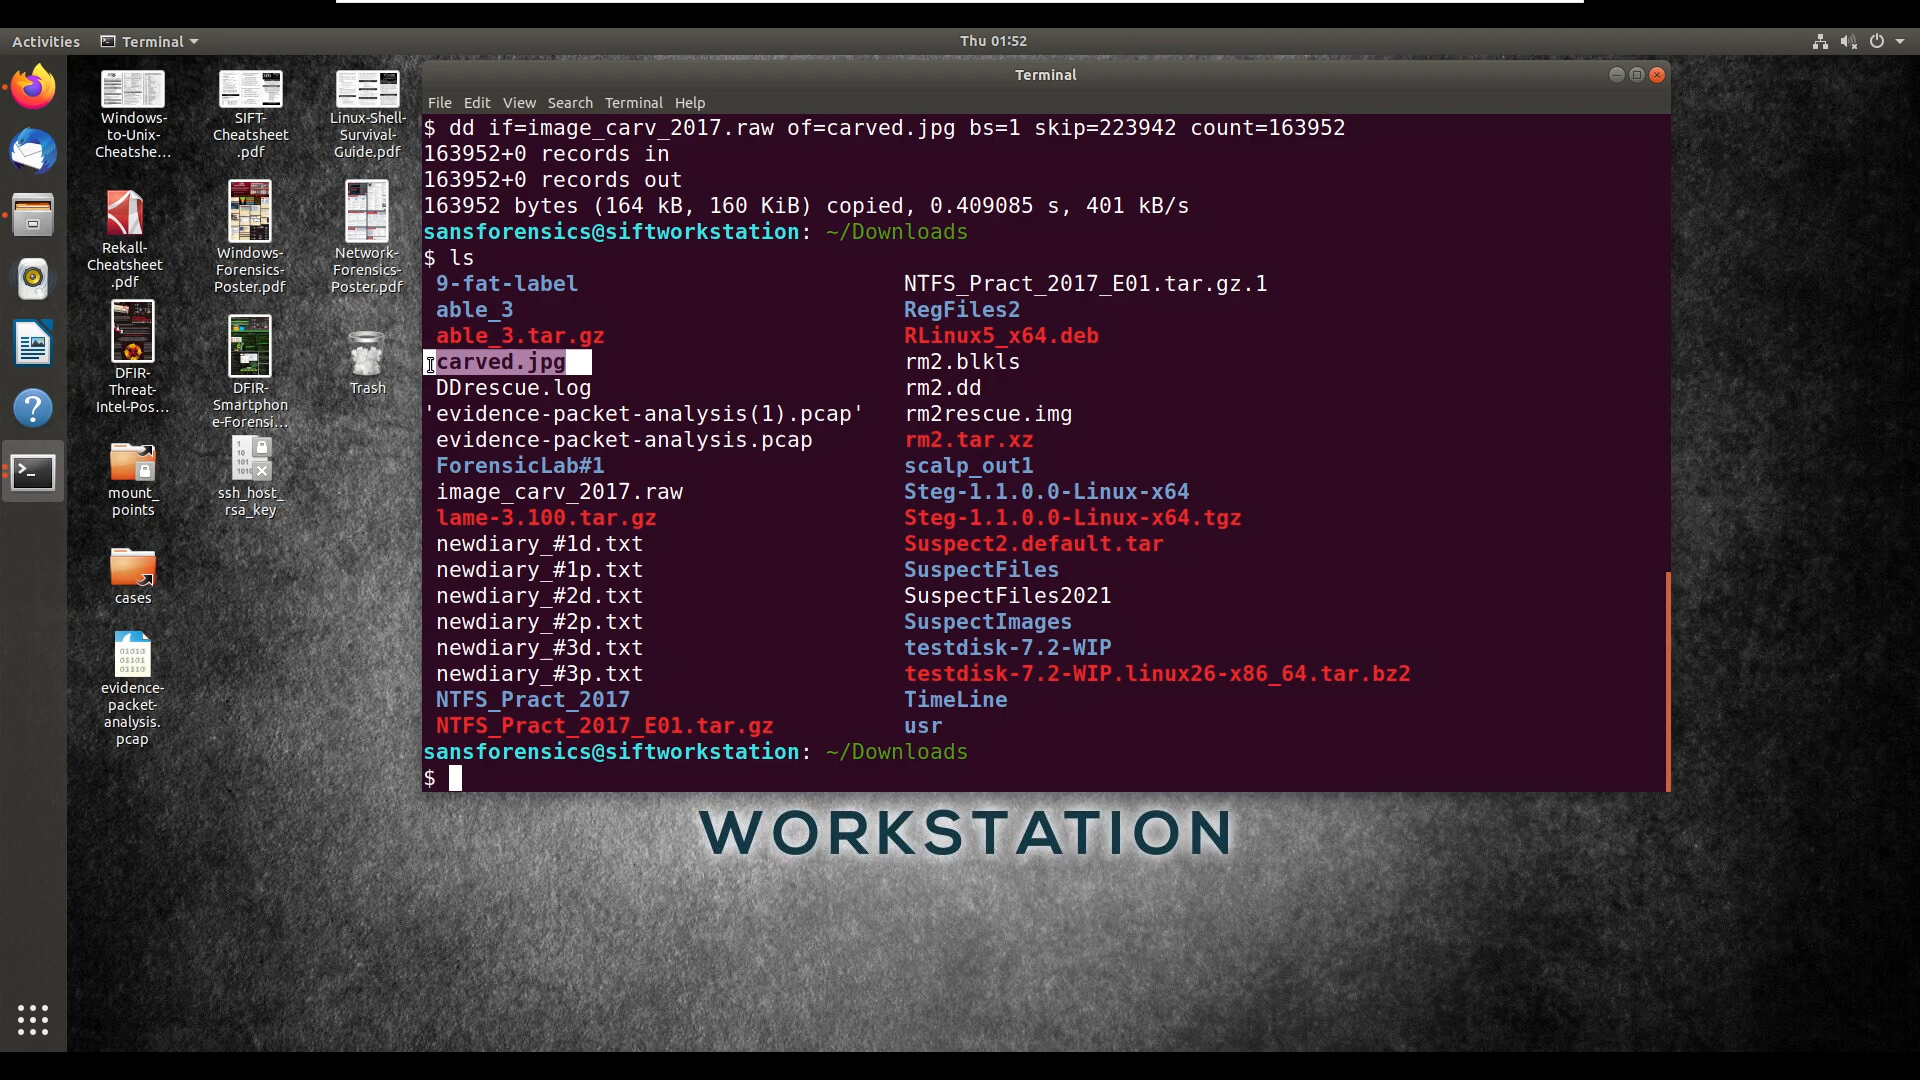 Activities
Terminal
Thu 01:52
Windows-
to-Unix-
Cheatshe...
SIFT-
Cheatsheet
.pdf
Linux-Shell-
Survival-
Guide.pdf
Rekall-
Cheatsheet
.pdf
Windows-
Forensics-
Poster.pdf
Network-
Forensics-
Poster.pdf
DFIR-
Threat-
Intel-Pos...
DFIR-
Smartphon
e-Forensi...
Trash
mount_
points
ssh_host_
rsa_key
cases
evidence-
packet-
analysis.
pcap
Terminal
File Edit View Search Terminal Help
$ dd if=image_carv_2017.raw of=carved.jpg bs=1 skip=223942 count=163952
163952+0 records in
163952+0 records out
163952 bytes (164 kB, 160 KiB) copied, 0.409085 s, 401 kB/s
sansforensics@siftworkstation: ~/Downloads
$ ls
9-fat-label NTFS_Pract_2017_E01.tar.gz.1
able_3 RegFiles2
able_3.tar.gz RLinux5_x64.deb
carved.jpg rm2.blkls
DDrescue.log rm2.dd
'evidence-packet-analysis(1).pcap' rm2rescue.img
evidence-packet-analysis.pcap rm2.tar.xz
ForensicLab#1 scalp_out1
image_carv_2017.raw Steg-1.1.0.0-Linux-x64
lame-3.100.tar.gz Steg-1.1.0.0-Linux-x64.tgz
newdiary_#1d.txt Suspect2.default.tar
newdiary_#1p.txt SuspectFiles
newdiary_#2d.txt SuspectFiles2021
newdiary_#2p.txt SuspectImages
newdiary_#3d.txt testdisk-7.2-WIP
newdiary_#3p.txt testdisk-7.2-WIP.linux26-x86_64.tar.bz2
NTFS_Pract_2017 TimeLine
NTFS_Pract_2017_E01.tar.gz usr
sansforensics@siftworkstation: ~/Downloads
$
WORKSTATION